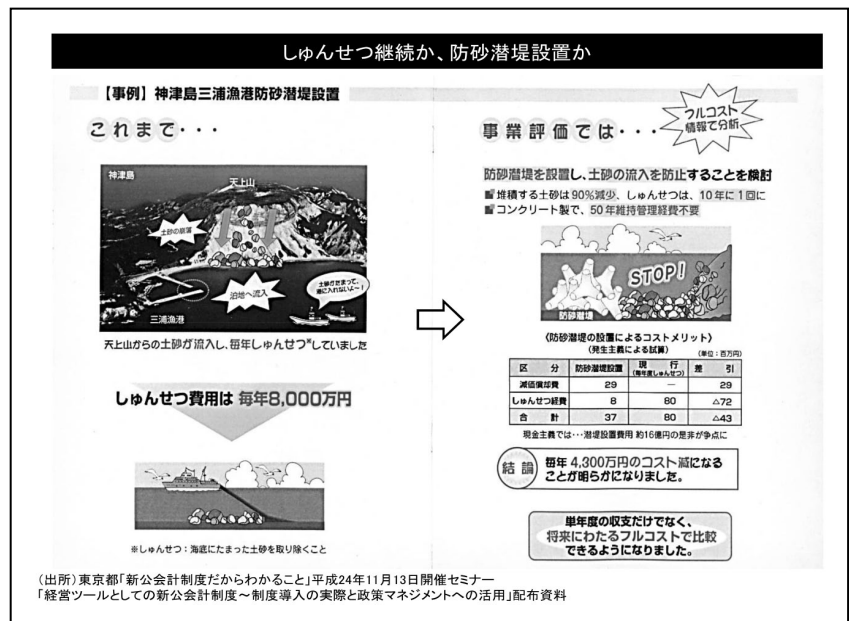 しゅんせつ継続か、防砂潜堤設置か
【事例】神津島三浦漁港防砂潜堤設置
これまで・・・
神津島
天上山
土砂の崩落
泊地へ流入
土砂がたまって、
港に入れないよ～!
三浦漁港
天上山からの土砂が流入し、毎年しゅんせつ※していました
しゅんせつ費用は 毎年8,000万円
※しゅんせつ：海底にたまった土砂を取り除くこと
事業評価では・・・
フルコスト
情報で分析
防砂潜堤を設置し、土砂の流入を防止することを検討
堆積する土砂は90%減少、しゅんせつは、10年に1回に
コンクリート製で、50年維持管理経費不要
STOP!
防砂潜堤
〈防砂潜堤の設置によるコストメリット〉
(発生主義による試算)
(単位：百万円)
区 分 防砂潜堤設置 現 行 (毎年度しゅんせつ) 差 引
減価償却費 29 — 29
しゅんせつ経費 8 80 △72
合 計 37 80 △43
現金主義では・・・潜堤設置費用 約16億円の是非が争点に
結論
毎年 4,300万円のコスト減になる
ことが明らかになりました。
単年度の収支だけでなく、
将来にわたるフルコストで比較
できるようになりました。
(出所)東京都「新公会計制度だからわかること」平成24年11月13日開催セミナー
「経営ツールとしての新公会計制度～制度導入の実際と政策マネジメントへの活用」配布資料